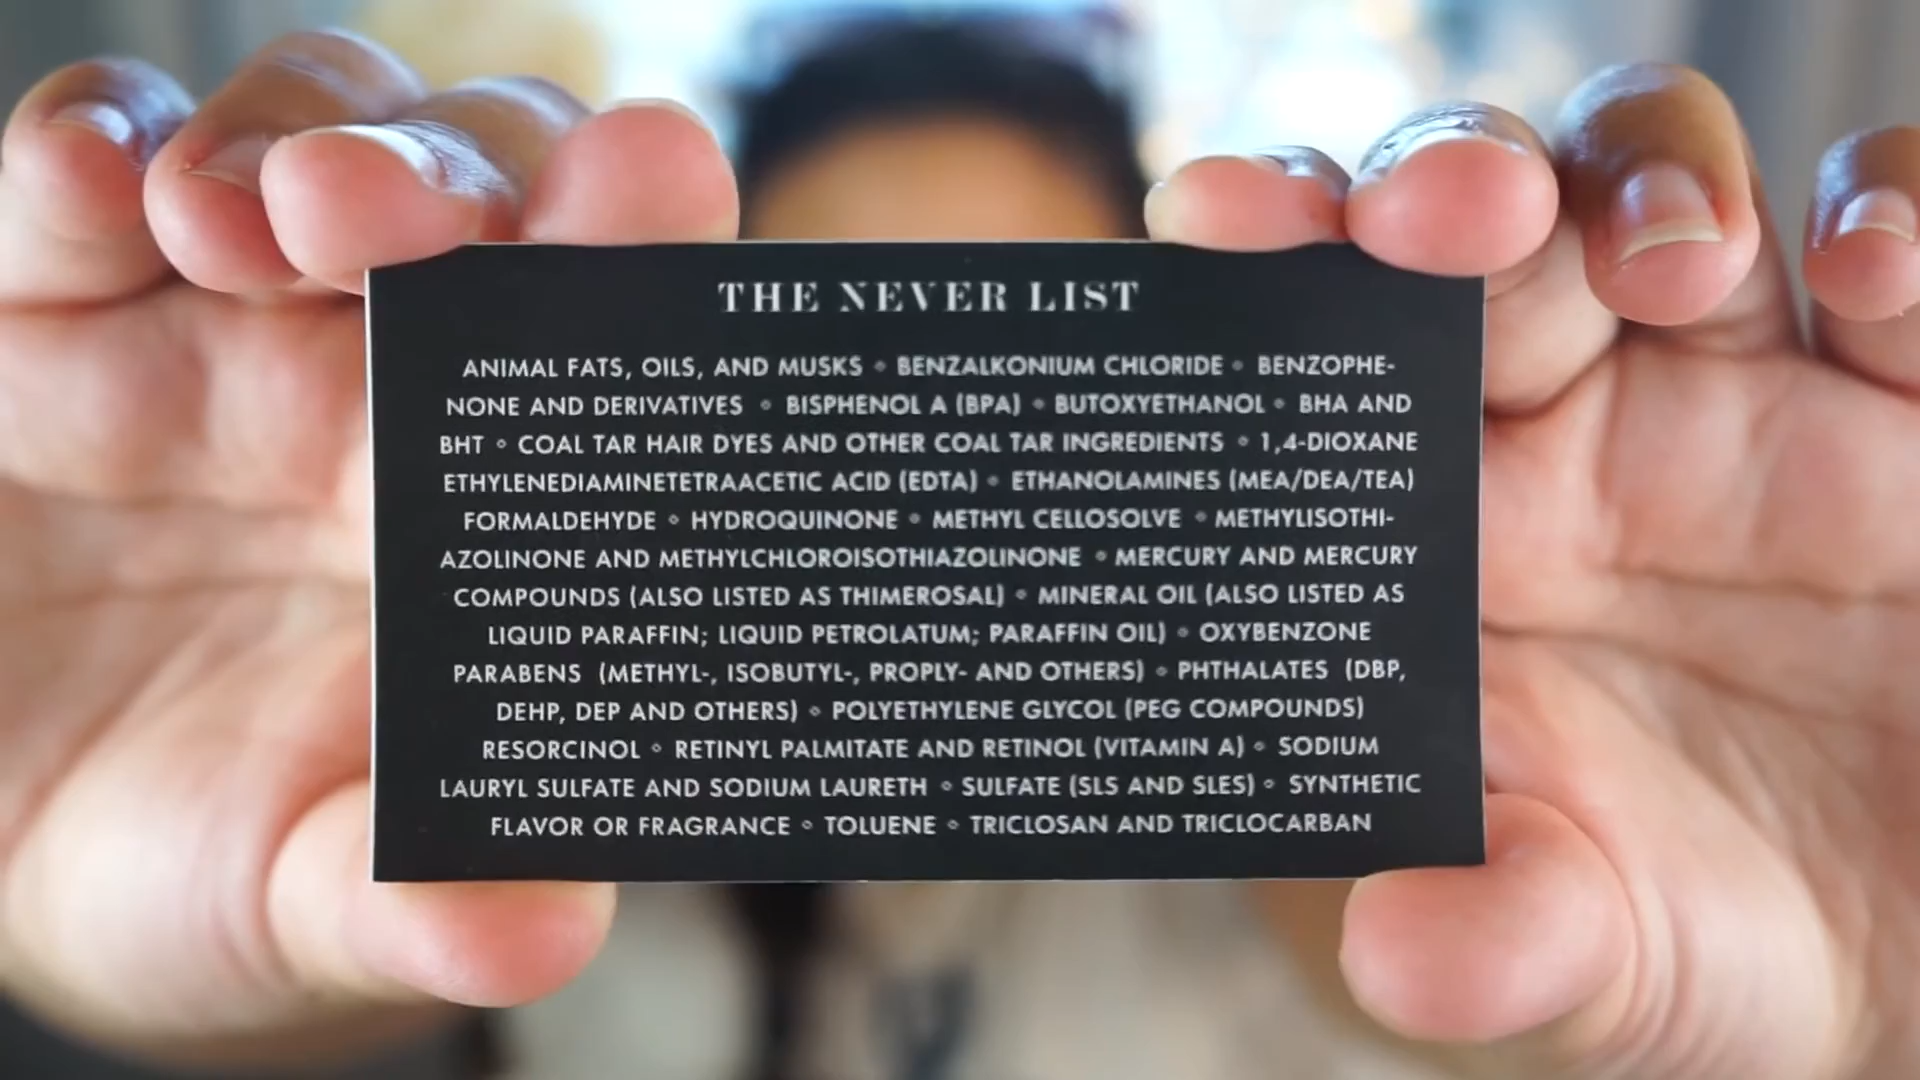 THE NEVER LIST
ANIMAL FATS, OILS, AND MUSKS ∘ BENZALKONIUM CHLORIDE ∘ BENZOPHE-
NONE AND DERIVATIVES ∘ BISPHENOL A (BPA) ∘ BUTOXYETHANOL ∘ BHA AND
BHT ∘ COAL TAR HAIR DYES AND OTHER COAL TAR INGREDIENTS ∘ 1,4-DIOXANE
ETHYLENEDIAMINETETRAACETIC ACID (EDTA) ∘ ETHANOLAMINES (MEA/DEA/TEA)
FORMALDEHYDE ∘ HYDROQUINONE ∘ METHYL CELLOSOLVE ∘ METHYLISOTHI-
AZOLINONE AND METHYLCHLOROISOTHIAZOLINONE ∘ MERCURY AND MERCURY
COMPOUNDS (ALSO LISTED AS THIMEROSAL) ∘ MINERAL OIL (ALSO LISTED AS
LIQUID PARAFFIN; LIQUID PETROLATUM; PARAFFIN OIL) ∘ OXYBENZONE
PARABENS (METHYL-, ISOBUTYL-, PROPLY- AND OTHERS) ∘ PHTHALATES (DBP,
DEHP, DEP AND OTHERS) ∘ POLYETHYLENE GLYCOL (PEG COMPOUNDS)
RESORCINOL ∘ RETINYL PALMITATE AND RETINOL (VITAMIN A) ∘ SODIUM
LAURYL SULFATE AND SODIUM LAURETH ∘ SULFATE (SLS AND SLES) ∘ SYNTHETIC
FLAVOR OR FRAGRANCE ∘ TOLUENE ∘ TRICLOSAN AND TRICLOCARBAN